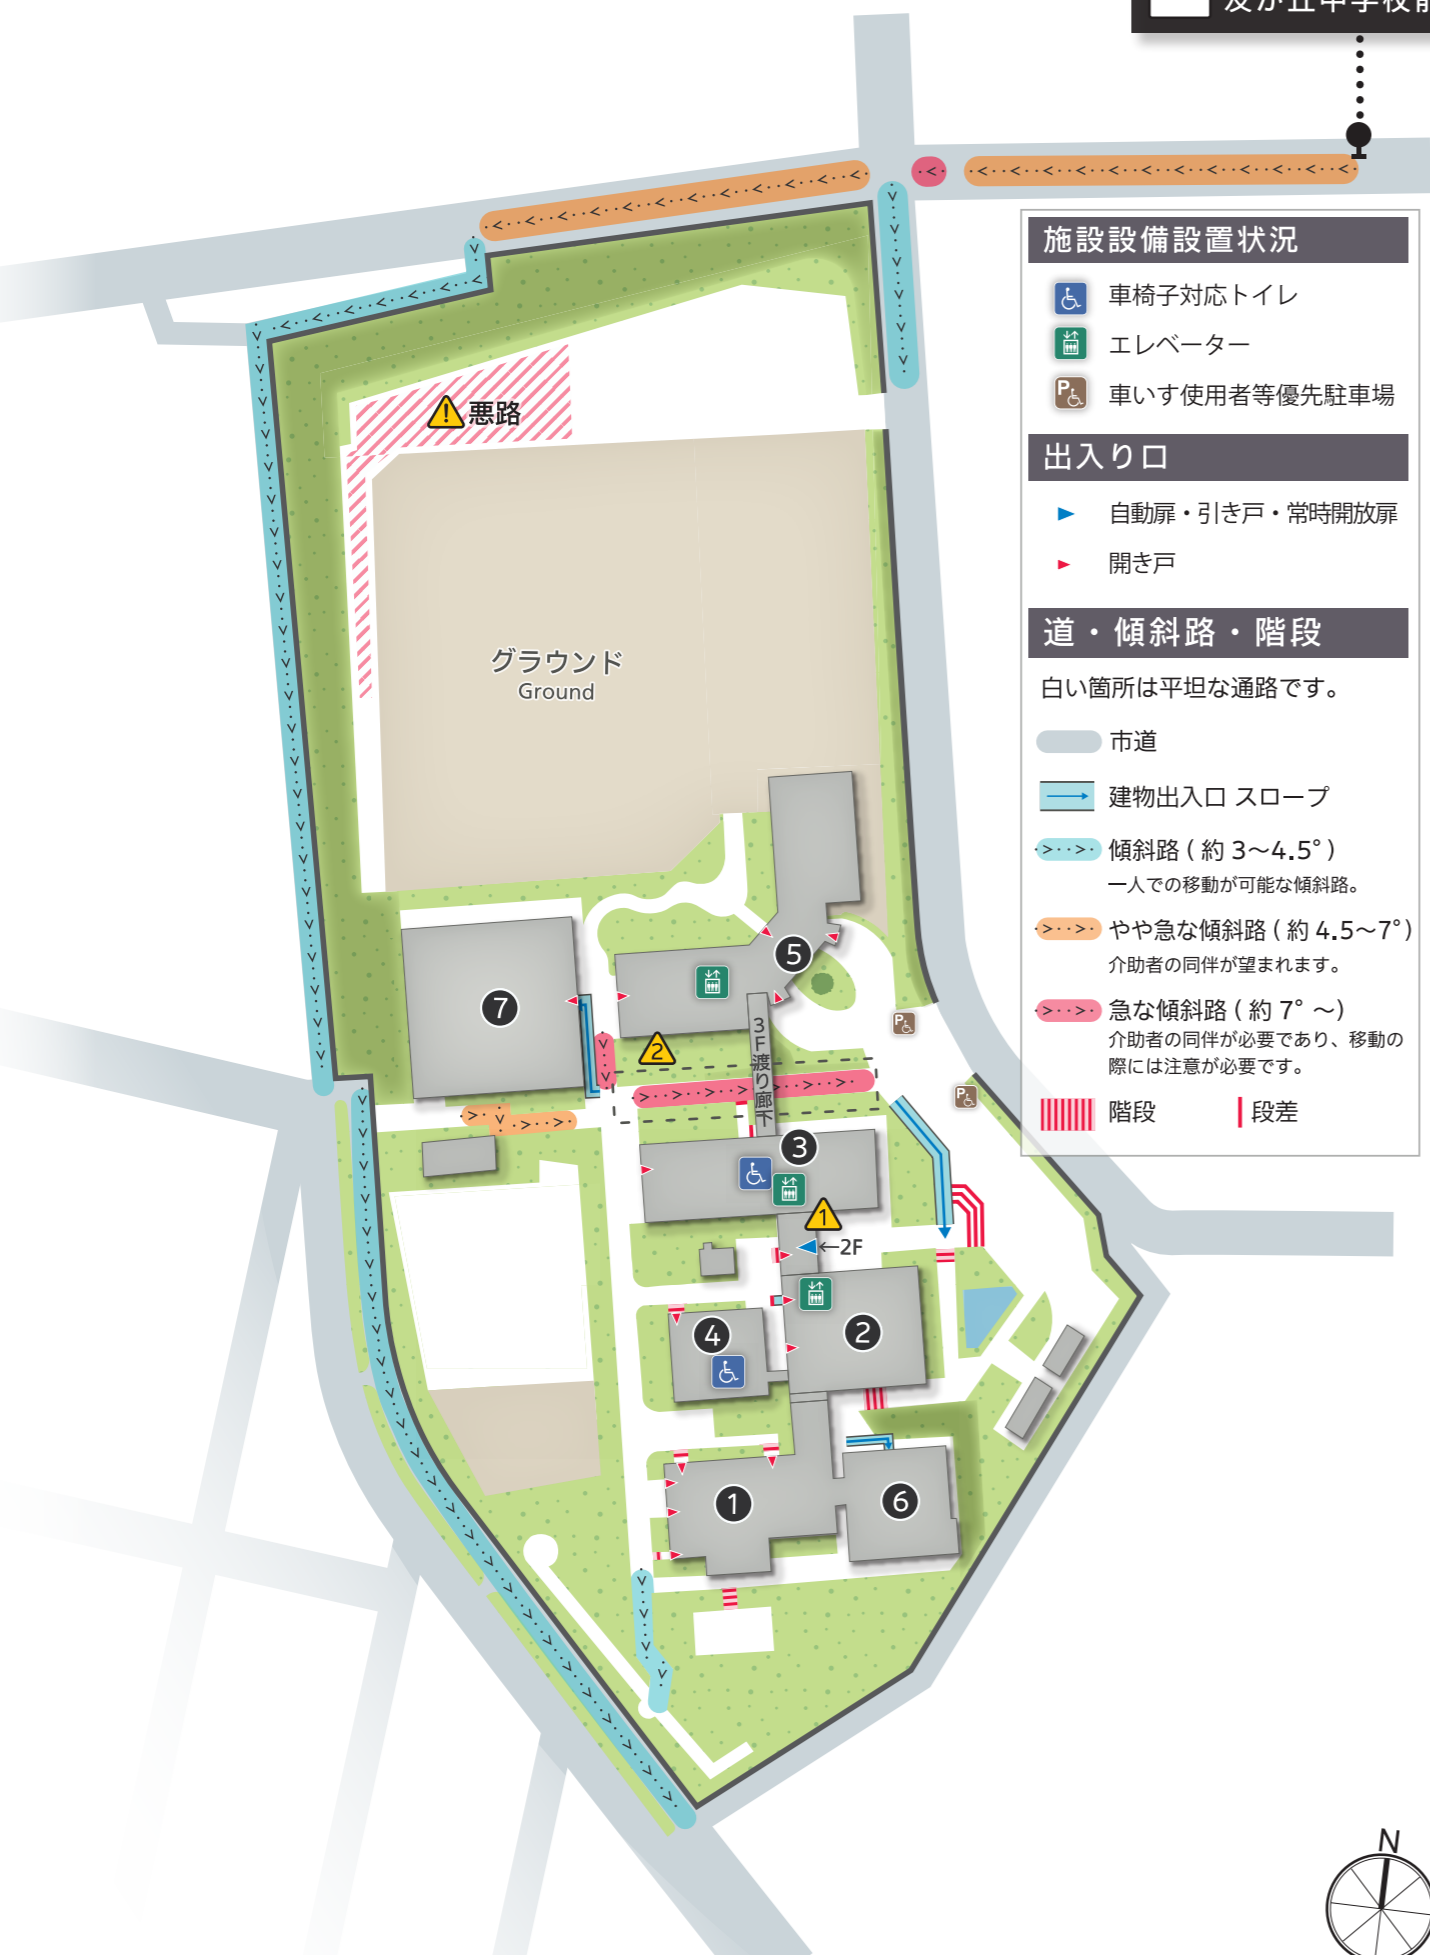 施設設備設置状況
車椅子対応トイレ
エレベーター
P
車いす使用者等優先駐車場
出入り口
自動扉・引き戸・常時開放扉
開き戸
道・傾斜路・階段
白い箇所は平坦な通路です。
市道
建物出入口 スロープ
傾斜路 ( 約 3〜4.5° )
一人での移動が可能な傾斜路。
やや急な傾斜路 ( 約 4.5〜7° )
介助者の同伴が望まれます。
急な傾斜路 ( 約 7° 〜)
介助者の同伴が必要であり、移動の
際には注意が必要です。
階段
段差
! 悪路
グラウンド
Ground
5
7
P
2
3F渡り廊下
P
3
1
←2F
4
2
1
6
N